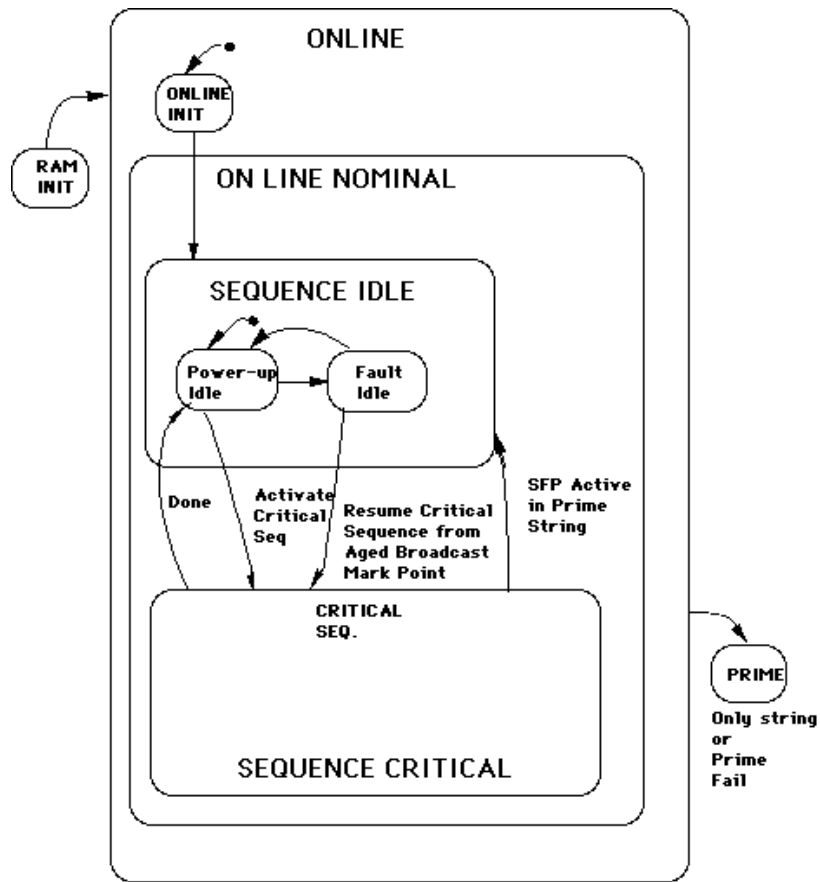 ONLINE
ONLINE
INIT
RAM
INIT
ON LINE NOMINAL
SEQUENCE IDLE
Power-up
Idle
Fault
Idle
Done
Activate
Critical
Seq
Resume Critical
Sequence from
Aged Broadcast
Mark Point
SFP Active
in Prime
String
CRITICAL
SEQ.
SEQUENCE CRITICAL
PRIME
Only string
or
Prime
Fail